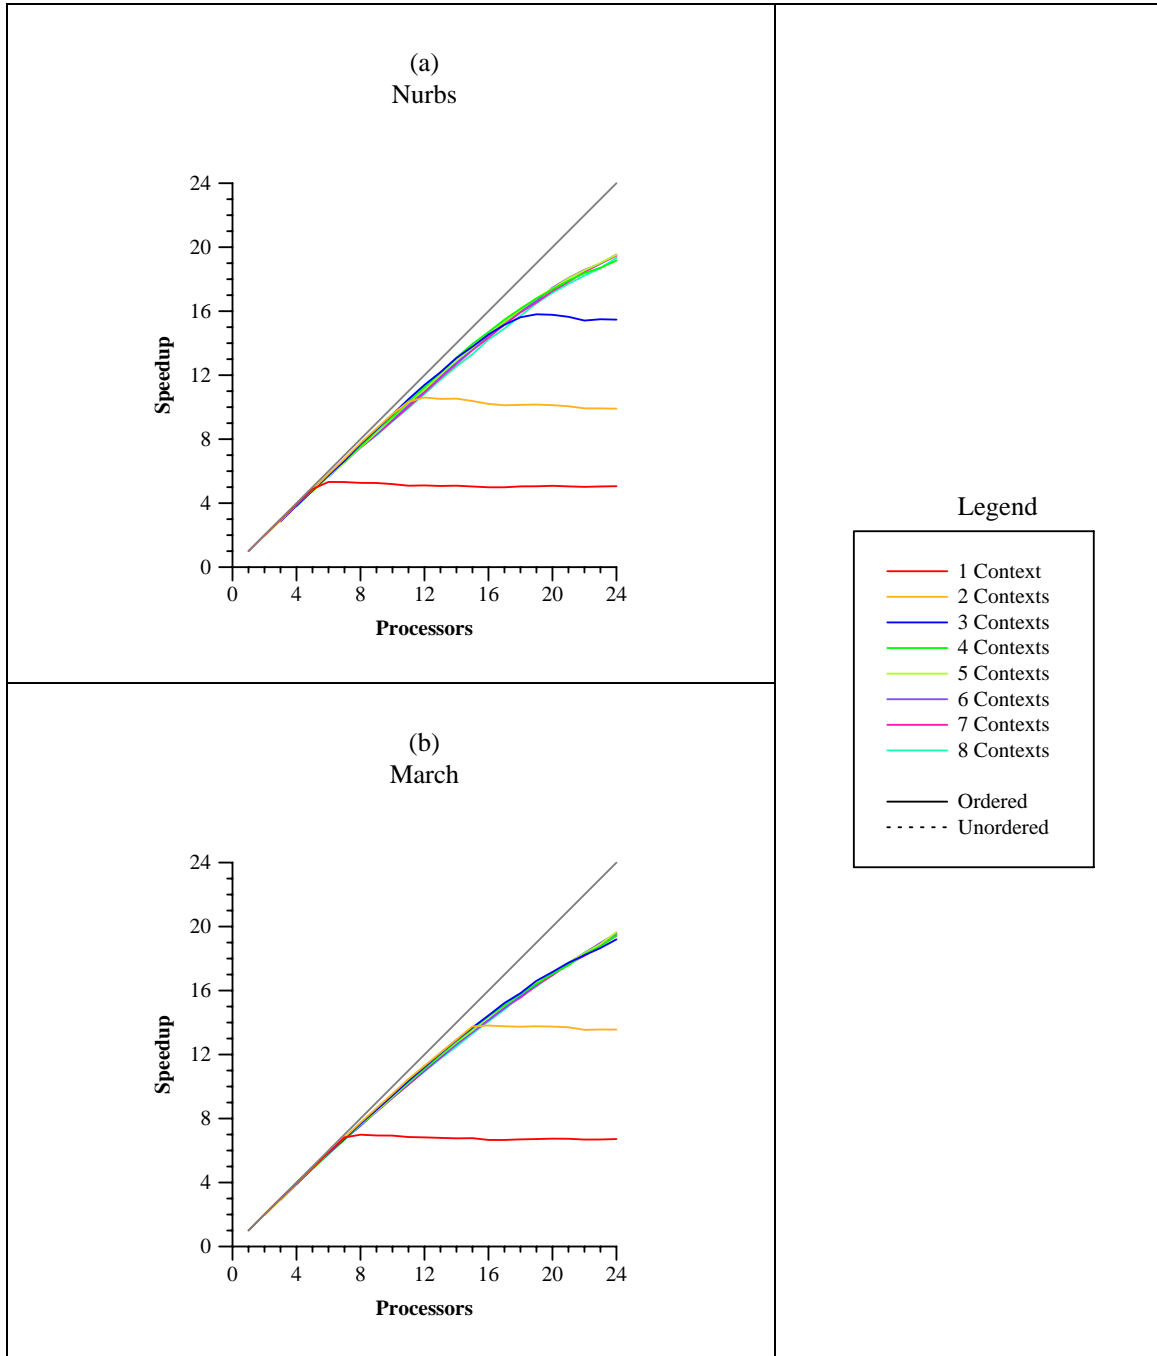 (a)
Nurbs
24
20
16
12
8
4
0
Speedup
0 4 8 12 16 20 24
Processors
(b)
March
24
20
16
12
8
4
0
Speedup
0 4 8 12 16 20 24
Processors
Legend
1 Context
2 Contexts
3 Contexts
4 Contexts
5 Contexts
6 Contexts
7 Contexts
8 Contexts
Ordered
Unordered